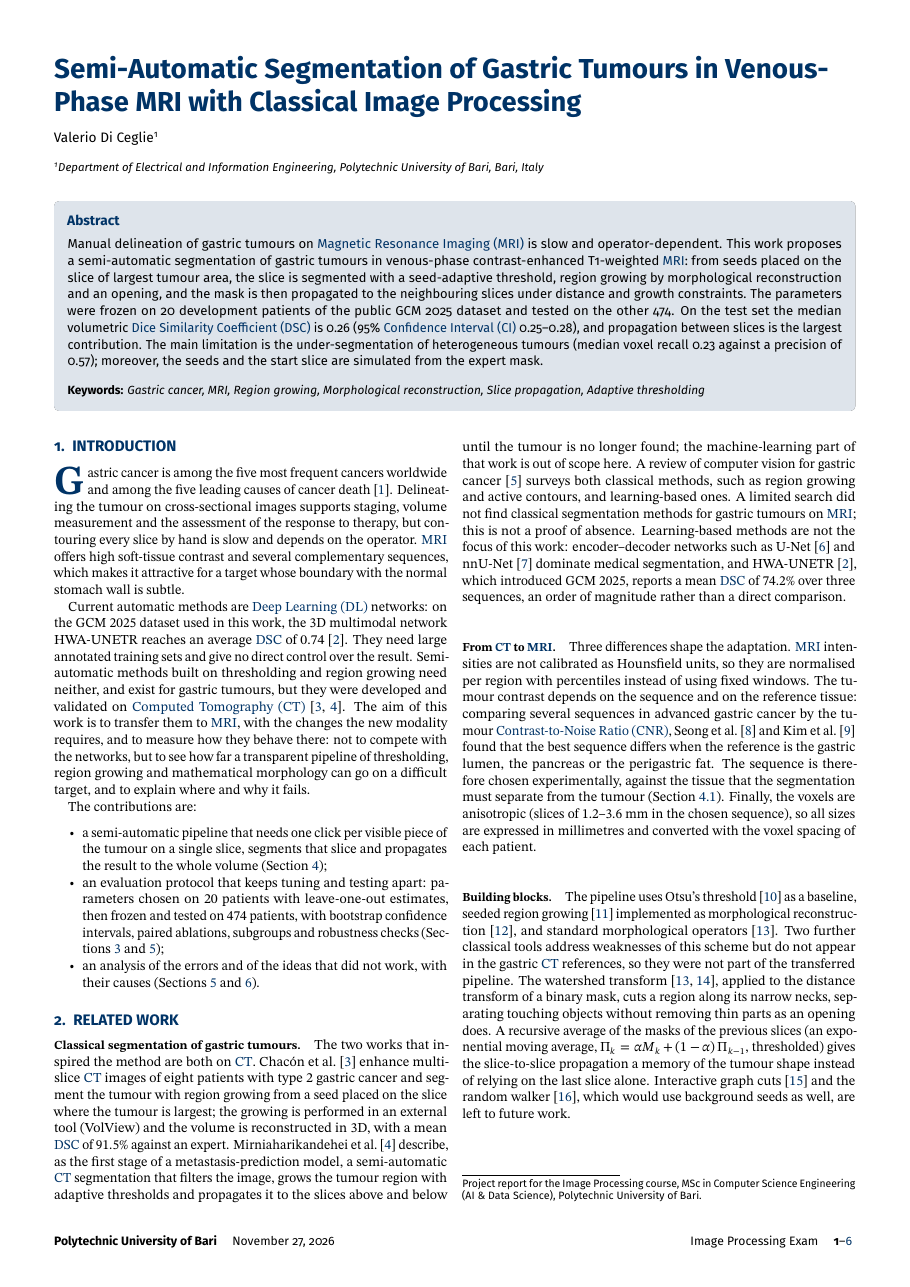 Semi-Automatic Segmentation of Gastric Tumours in Venous-
Phase MRI with Classical Image Processing
Valerio Di Ceglie¹
¹Department of Electrical and Information Engineering, Polytechnic University of Bari, Bari, Italy
Abstract
Manual delineation of gastric tumours on Magnetic Resonance Imaging (MRI) is slow and operator-dependent. This work proposes
a semi-automatic segmentation of gastric tumours in venous-phase contrast-enhanced T1-weighted MRI: from seeds placed on the
slice of largest tumour area, the slice is segmented with a seed-adaptive threshold, region growing by morphological reconstruction
and an opening, and the mask is then propagated to the neighbouring slices under distance and growth constraints. The parameters
were frozen on 20 development patients of the public GCM 2025 dataset and tested on the other 474. On the test set the median
volumetric Dice Similarity Coefficient (DSC) is 0.26 (95% Confidence Interval (CI) 0.25–0.28), and propagation between slices is the largest
contribution. The main limitation is the under-segmentation of heterogeneous tumours (median voxel recall 0.23 against a precision of
0.57); moreover, the seeds and the start slice are simulated from the expert mask.
Keywords: Gastric cancer, MRI, Region growing, Morphological reconstruction, Slice propagation, Adaptive thresholding
1. INTRODUCTION
Gastric cancer is among the five most frequent cancers worldwide
and among the five leading causes of cancer death [1]. Delineat-
ing the tumour on cross-sectional images supports staging, volume
measurement and the assessment of the response to therapy, but con-
touring every slice by hand is slow and depends on the operator. MRI
offers high soft-tissue contrast and several complementary sequences,
which makes it attractive for a target whose boundary with the normal
stomach wall is subtle.
Current automatic methods are Deep Learning (DL) networks: on
the GCM 2025 dataset used in this work, the 3D multimodal network
HWA-UNETR reaches an average DSC of 0.74 [2]. They need large
annotated training sets and give no direct control over the result. Semi-
automatic methods built on thresholding and region growing need
neither, and exist for gastric tumours, but they were developed and
validated on Computed Tomography (CT) [3, 4]. The aim of this
work is to transfer them to MRI, with the changes the new modality
requires, and to measure how they behave there: not to compete with
the networks, but to see how far a transparent pipeline of thresholding,
region growing and mathematical morphology can go on a difficult
target, and to explain where and why it fails.
The contributions are:
• a semi-automatic pipeline that needs one click per visible piece of
the tumour on a single slice, segments that slice and propagates
the result to the whole volume (Section 4);
• an evaluation protocol that keeps tuning and testing apart: pa-
rameters chosen on 20 patients with leave-one-out estimates,
then frozen and tested on 474 patients, with bootstrap confidence
intervals, paired ablations, subgroups and robustness checks (Sec-
tions 3 and 5);
• an analysis of the errors and of the ideas that did not work, with
their causes (Sections 5 and 6).
2. RELATED WORK
Classical segmentation of gastric tumours. The two works that in-
spired the method are both on CT. Chacón et al. [3] enhance multi-
slice CT images of eight patients with type 2 gastric cancer and seg-
ment the tumour with region growing from a seed placed on the slice
where the tumour is largest; the growing is performed in an external
tool (VolView) and the volume is reconstructed in 3D, with a mean
DSC of 91.5% against an expert. Mirniaharikandehei et al. [4] describe,
as the first stage of a metastasis-prediction model, a semi-automatic
CT segmentation that filters the image, grows the tumour region with
adaptive thresholds and propagates it to the slices above and below
until the tumour is no longer found; the machine-learning part of
that work is out of scope here. A review of computer vision for gastric
cancer [5] surveys both classical methods, such as region growing
and active contours, and learning-based ones. A limited search did
not find classical segmentation methods for gastric tumours on MRI;
this is not a proof of absence. Learning-based methods are not the
focus of this work: encoder–decoder networks such as U-Net [6] and
nnU-Net [7] dominate medical segmentation, and HWA-UNETR [2],
which introduced GCM 2025, reports a mean DSC of 74.2% over three
sequences, an order of magnitude rather than a direct comparison.
From CT to MRI. Three differences shape the adaptation. MRI inten-
sities are not calibrated as Hounsfield units, so they are normalised
per region with percentiles instead of using fixed windows. The tu-
mour contrast depends on the sequence and on the reference tissue:
comparing several sequences in advanced gastric cancer by the tu-
mour Contrast-to-Noise Ratio (CNR), Seong et al. [8] and Kim et al. [9]
found that the best sequence differs when the reference is the gastric
lumen, the pancreas or the perigastric fat. The sequence is there-
fore chosen experimentally, against the tissue that the segmentation
must separate from the tumour (Section 4.1). Finally, the voxels are
anisotropic (slices of 1.2–3.6 mm in the chosen sequence), so all sizes
are expressed in millimetres and converted with the voxel spacing of
each patient.
Building blocks. The pipeline uses Otsu's threshold [10] as a baseline,
seeded region growing [11] implemented as morphological reconstruc-
tion [12], and standard morphological operators [13]. Two further
classical tools address weaknesses of this scheme but do not appear
in the gastric CT references, so they were not part of the transferred
pipeline. The watershed transform [13, 14], applied to the distance
transform of a binary mask, cuts a region along its narrow necks, sep-
arating touching objects without removing thin parts as an opening
does. A recursive average of the masks of the previous slices (an expo-
nential moving average, Πₖ = αMₖ + (1 − α) Πₖ₋₁, thresholded) gives
the slice-to-slice propagation a memory of the tumour shape instead
of relying on the last slice alone. Interactive graph cuts [15] and the
random walker [16], which would use background seeds as well, are
left to future work.
Project report for the Image Processing course, MSc in Computer Science Engineering
(AI & Data Science), Polytechnic University of Bari.
Polytechnic University of Bari November 27, 2026 Image Processing Exam 1–6